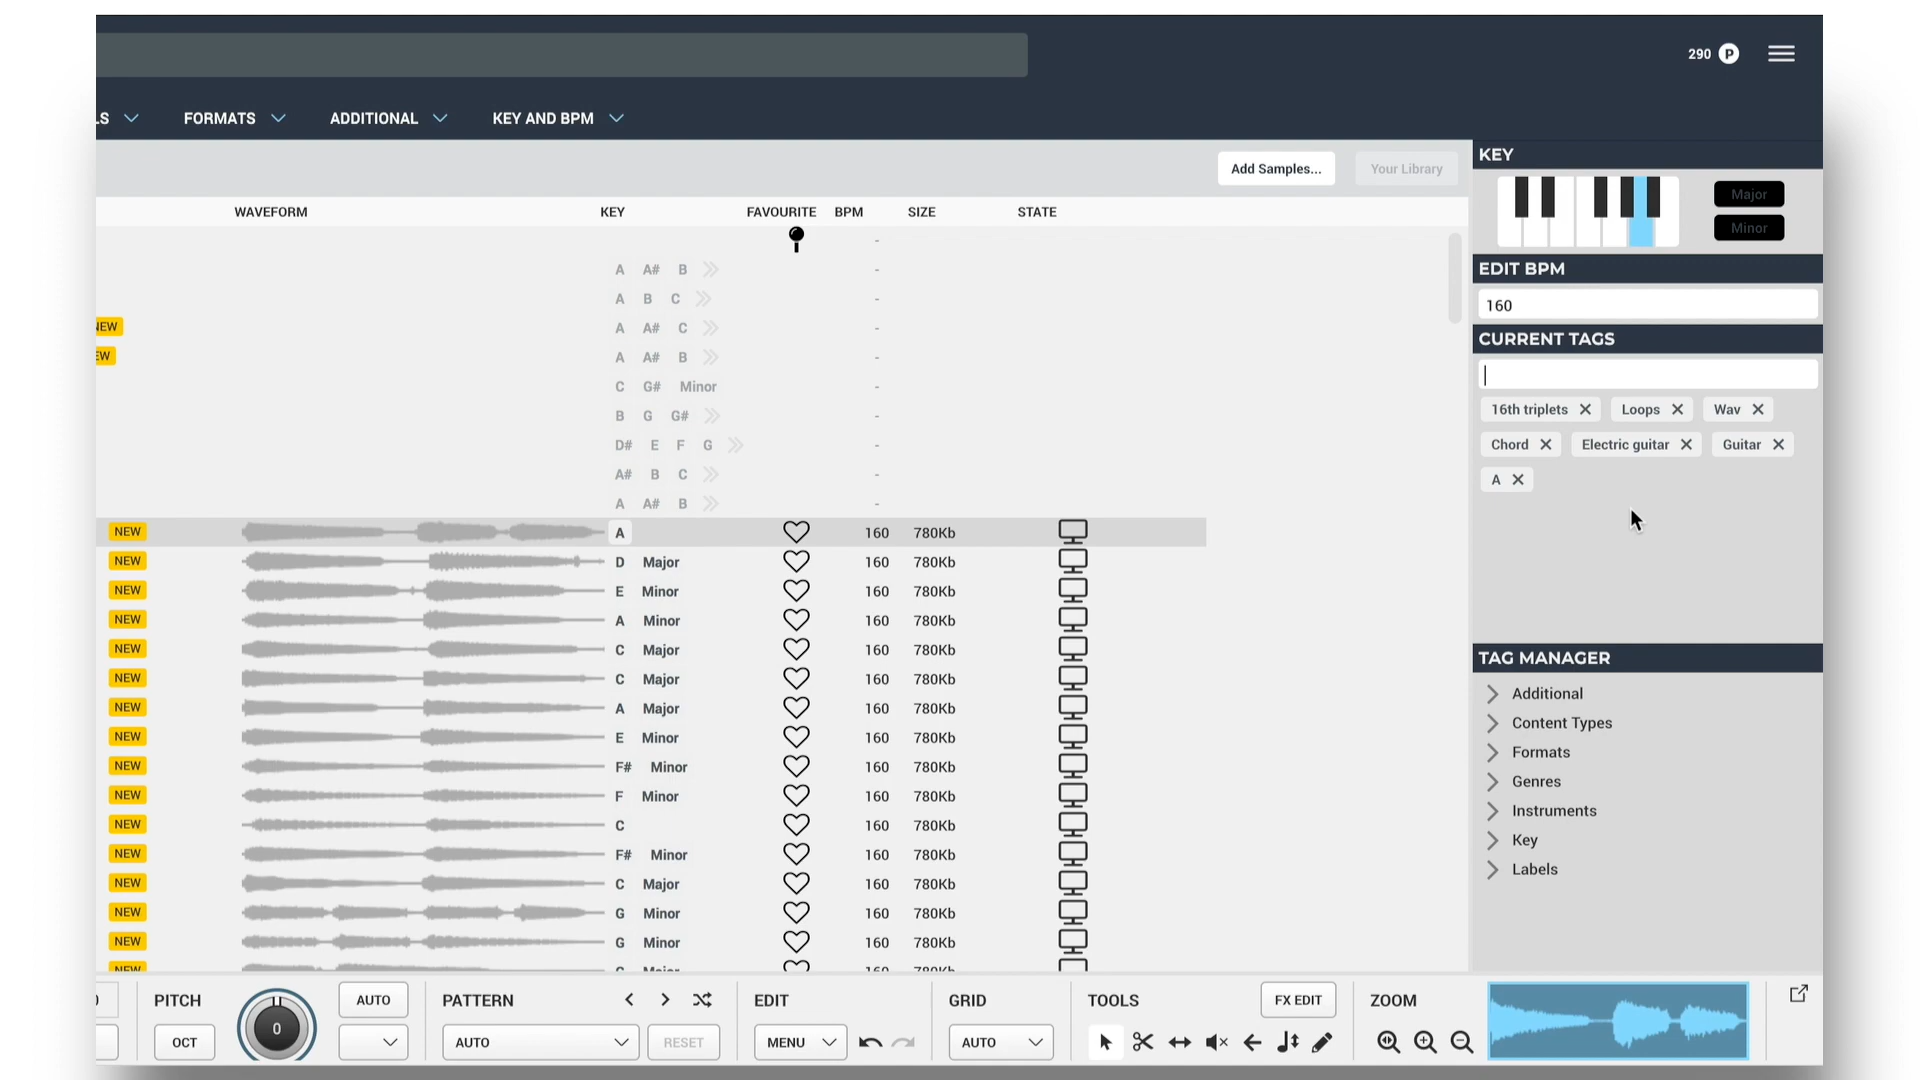 290 P
LS FORMATS ADDITIONAL KEY AND BPM
Add Samples... Your Library
WAVEFORM KEY FAVOURITE BPM SIZE STATE
-
A A# B -
A B C -
NEW A A# C -
EW A A# B -
C G# Minor -
B G G# -
D# E F G -
A# B C -
A A# B -
NEW A 160 780Kb
NEW D Major 160 780Kb
NEW E Minor 160 780Kb
NEW A Minor 160 780Kb
NEW C Major 160 780Kb
NEW C Major 160 780Kb
NEW A Major 160 780Kb
NEW E Minor 160 780Kb
NEW F# Minor 160 780Kb
NEW F Minor 160 780Kb
NEW C 160 780Kb
NEW F# Minor 160 780Kb
NEW C Major 160 780Kb
NEW G Minor 160 780Kb
NEW G Minor 160 780Kb
NEW Major 160 780Kb
KEY
Major
Minor
EDIT BPM
160
CURRENT TAGS
16th triplets Loops Wav
Chord Electric guitar Guitar
A
TAG MANAGER
Additional
Content Types
Formats
Genres
Instruments
Key
Labels
PITCH AUTO PATTERN EDIT GRID TOOLS FX EDIT ZOOM
OCT 0 AUTO RESET MENU AUTO